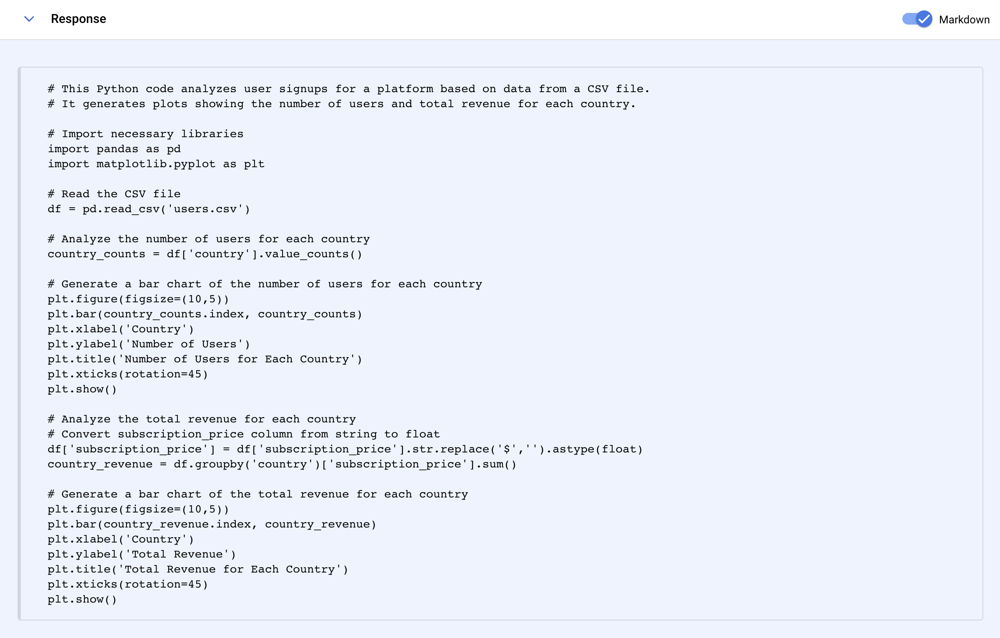 Response
Markdown
# This Python code analyzes user signups for a platform based on data from a CSV file.
# It generates plots showing the number of users and total revenue for each country.
# Import necessary libraries
import pandas as pd
import matplotlib.pyplot as plt
# Read the CSV file
df = pd.read_csv('users.csv')
# Analyze the number of users for each country
country_counts = df['country'].value_counts()
# Generate a bar chart of the number of users for each country
plt.figure(figsize=(10,5))
plt.bar(country_counts.index, country_counts)
plt.xlabel('Country')
plt.ylabel('Number of Users')
plt.title('Number of Users for Each Country')
plt.xticks(rotation=45)
plt.show()
# Analyze the total revenue for each country
# Convert subscription_price column from string to float
df['subscription_price'] = df['subscription_price'].str.replace('$','').astype(float)
country_revenue = df.groupby('country')['subscription_price'].sum()
# Generate a bar chart of the total revenue for each country
plt.figure(figsize=(10,5))
plt.bar(country_revenue.index, country_revenue)
plt.xlabel('Country')
plt.ylabel('Total Revenue')
plt.title('Total Revenue for Each Country')
plt.xticks(rotation=45)
plt.show()